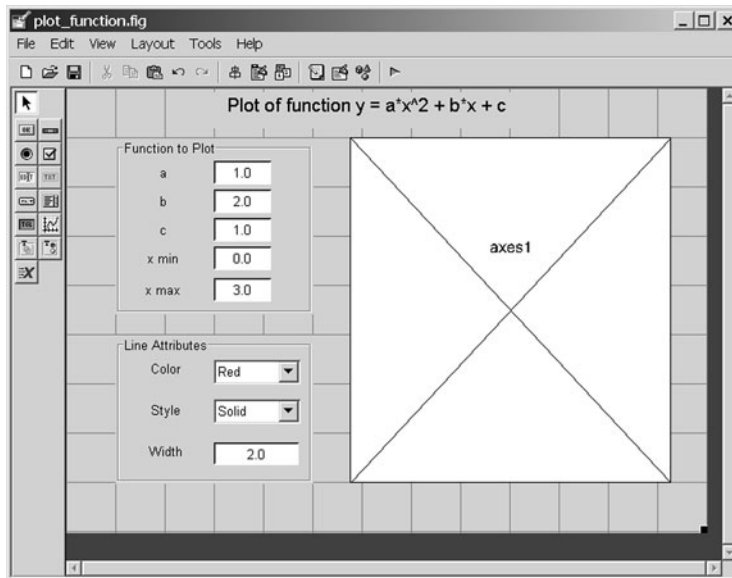 plot_function.fig
File Edit View Layout Tools Help
Plot of function y = a*x^2 + b*x + c
Function to Plot
a 1.0
b 2.0
c 1.0
x min 0.0
x max 3.0
axes1
Line Attributes
Color Red
Style Solid
Width 2.0